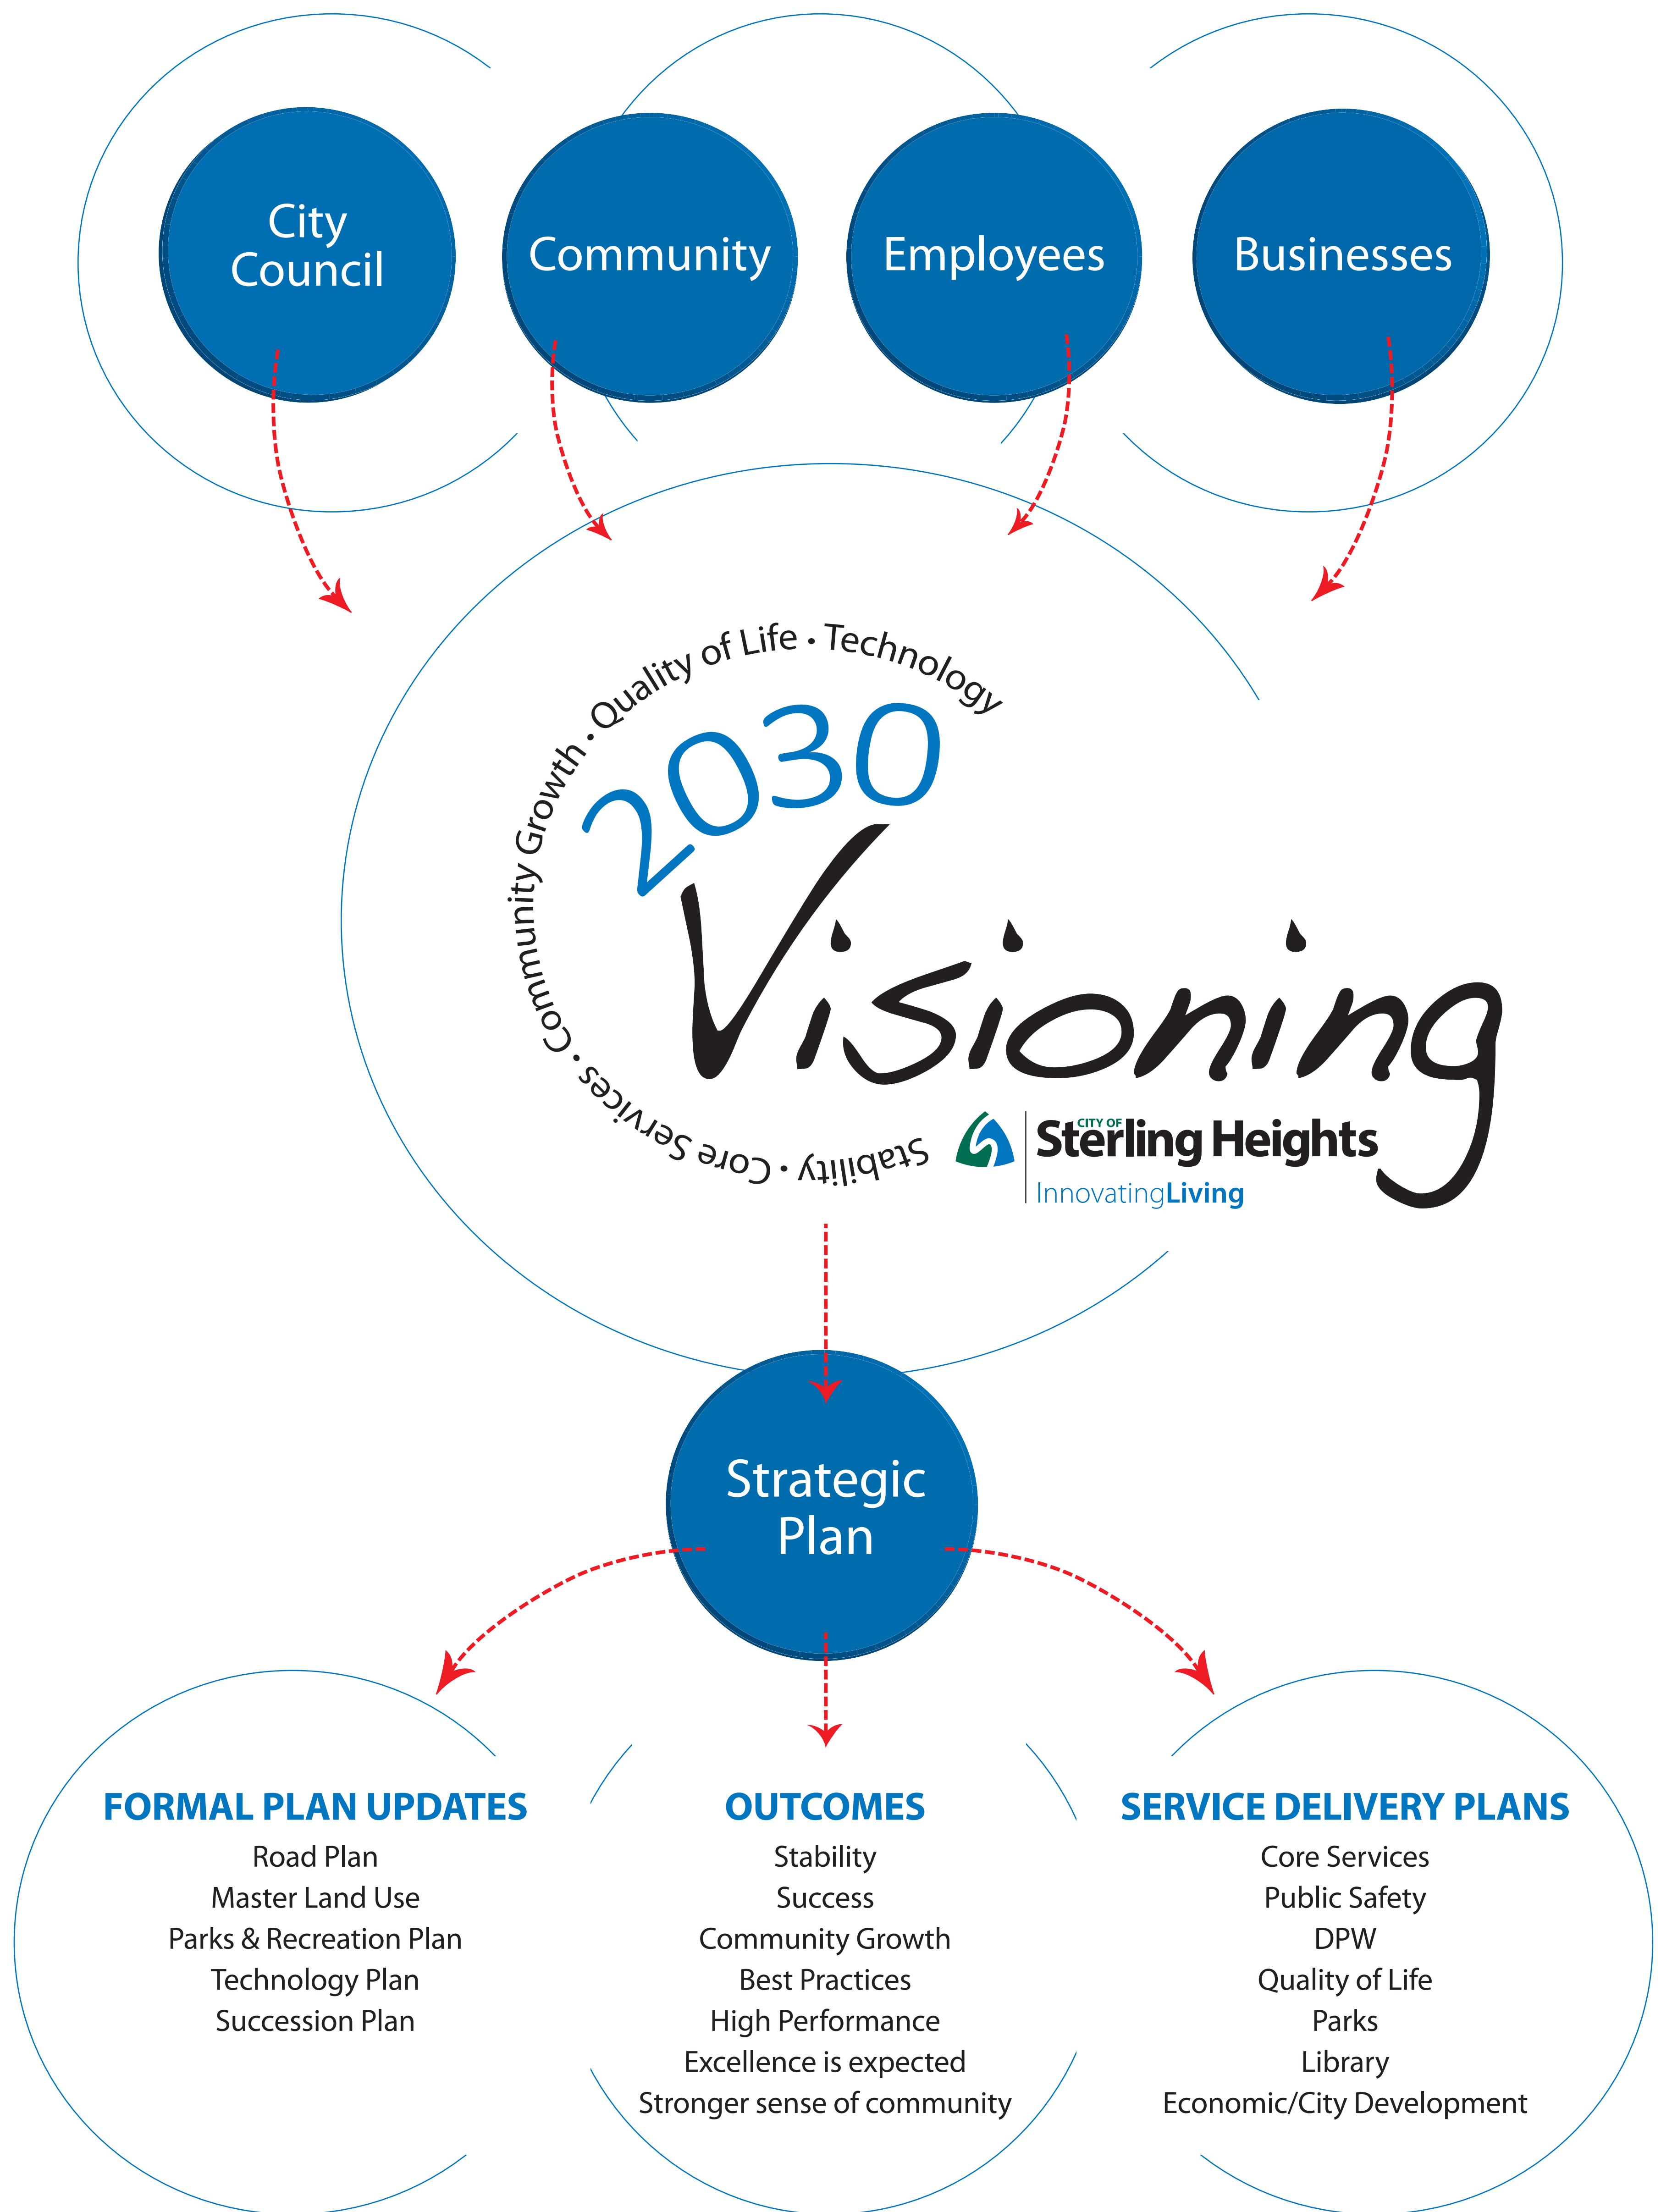 City
Council
Community
Employees
Businesses
Stability • Core Services • Community Growth • Quality of Life • Technology
2030
Visioning
CITY OF
Sterling Heights
InnovatingLiving
Strategic
Plan
FORMAL PLAN UPDATES
Road Plan
Master Land Use
Parks & Recreation Plan
Technology Plan
Succession Plan
OUTCOMES
Stability
Success
Community Growth
Best Practices
High Performance
Excellence is expected
Stronger sense of community
SERVICE DELIVERY PLANS
Core Services
Public Safety
DPW
Quality of Life
Parks
Library
Economic/City Development